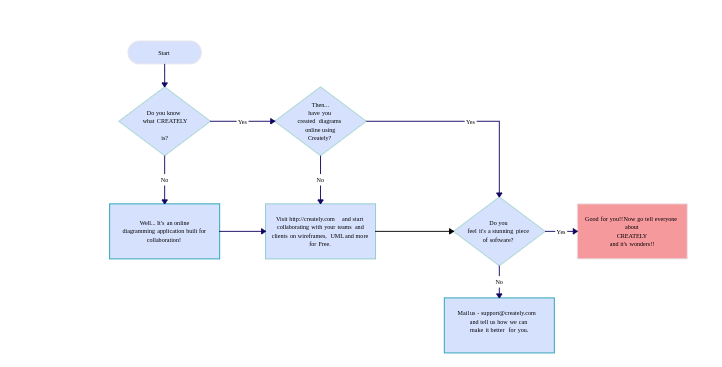 Start
Do you know
what CREATELY
is?
Yes
Then...
have you
created diagrams
online using
Creately?
Yes
No
No
Well... It's an online
diagramming application built for
collaboration!
Visit http://creately.com and start
collaborating with your teams and
clients on wireframes, UML and more
for Free.
Do you
feel it's a stunning piece
of software?
Yes
Good for you!!Now go tell everyone
about
CREATELY
and it's wonders!!
No
Mail us - support@creately.com
and tell us how we can
make it better for you.